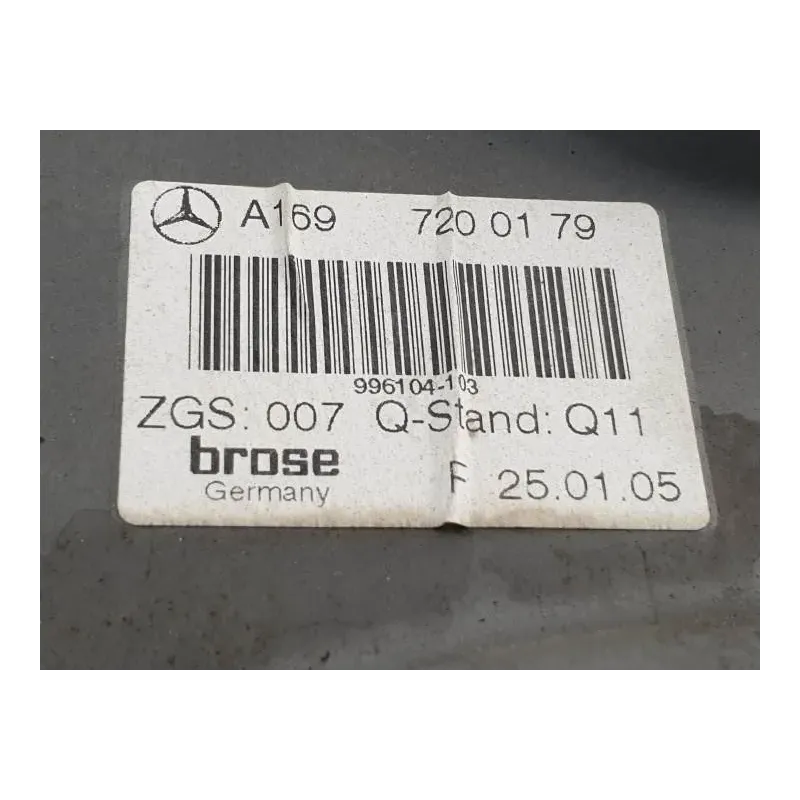 A169 720 01 79
996104-103
ZGS: 007 Q-Stand: Q11
brose
Germany F 25.01.05